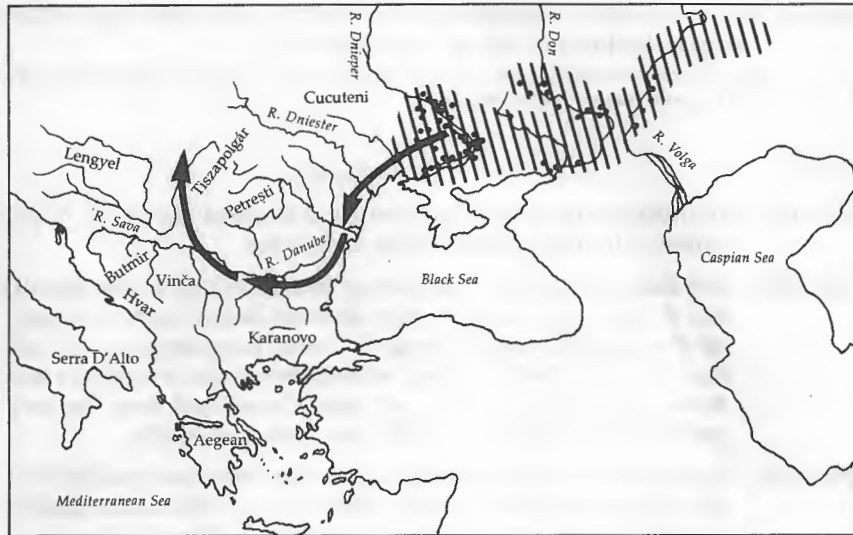 R. Dnieper
R. Don
Cucuteni
R. Dniester
R. Volga
Lengyel
Tiszapolgár
Petrești
R. Sava
R. Danube
Butmir
Vinča
Black Sea
Caspian Sea
Hvar
Karanovo
Serra D'Alto
Aegean
Mediterranean Sea